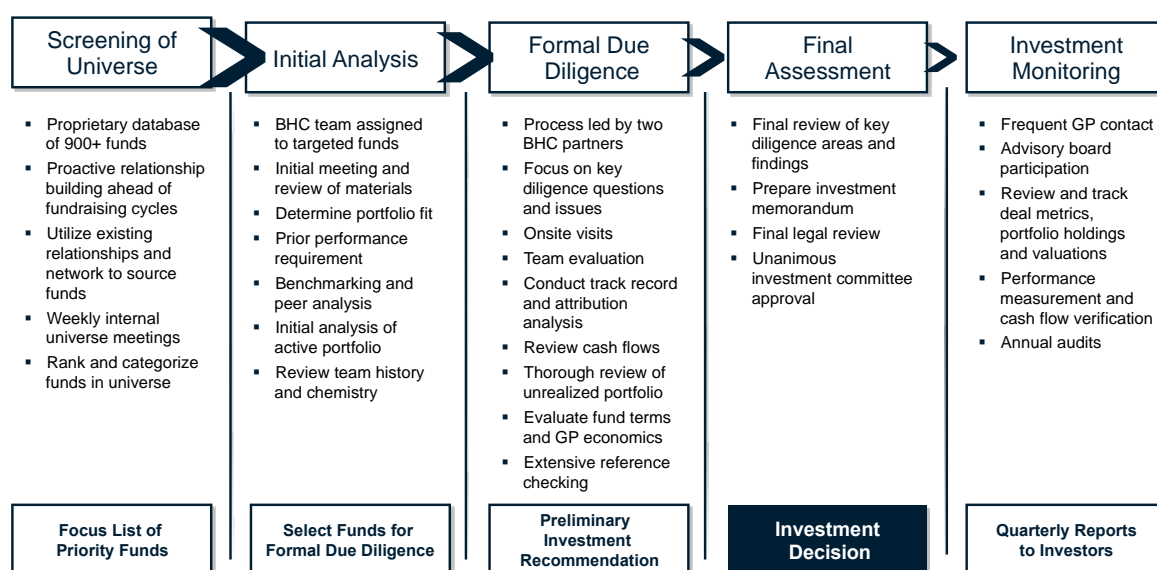 Screening of
Universe
Initial Analysis
Formal Due
Diligence
Final
Assessment
Investment
Monitoring
▪ Proprietary database
of 900+ funds
▪ Proactive relationship
building ahead of
fundraising cycles
▪ Utilize existing
relationships and
network to source
funds
▪ Weekly internal
universe meetings
▪ Rank and categorize
funds in universe
▪ BHC team assigned
to targeted funds
▪ Initial meeting and
review of materials
▪ Determine portfolio fit
▪ Prior performance
requirement
▪ Benchmarking and
peer analysis
▪ Initial analysis of
active portfolio
▪ Review team history
and chemistry
▪ Process led by two
BHC partners
▪ Focus on key
diligence questions
and issues
▪ Onsite visits
▪ Team evaluation
▪ Conduct track record
and attribution
analysis
▪ Review cash flows
▪ Thorough review of
unrealized portfolio
▪ Evaluate fund terms
and GP economics
▪ Extensive reference
checking
▪ Final review of key
diligence areas and
findings
▪ Prepare investment
memorandum
▪ Final legal review
▪ Unanimous
investment committee
approval
▪ Frequent GP contact
▪ Advisory board
participation
▪ Review and track
deal metrics,
portfolio holdings
and valuations
▪ Performance
measurement and
cash flow verification
▪ Annual audits
Focus List of
Priority Funds
Select Funds for
Formal Due Diligence
Preliminary
Investment
Recommendation
Investment
Decision
Quarterly Reports
to Investors